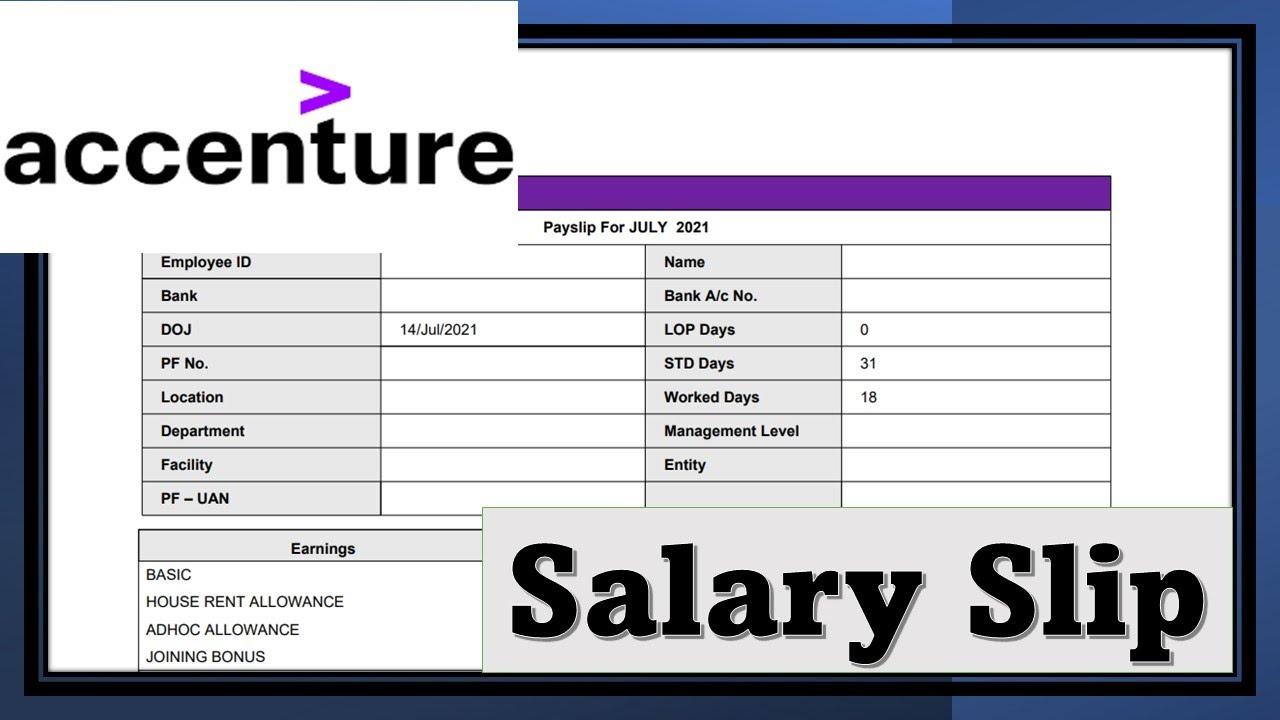 accenture
Payslip For JULY 2021
Employee ID Name
Bank Bank A/c No.
DOJ 14/Jul/2021 LOP Days 0
PF No. STD Days 31
Location Worked Days 18
Department Management Level
Facility Entity
PF – UAN
Earnings
BASIC
HOUSE RENT ALLOWANCE
ADHOC ALLOWANCE
JOINING BONUS
Salary Slip